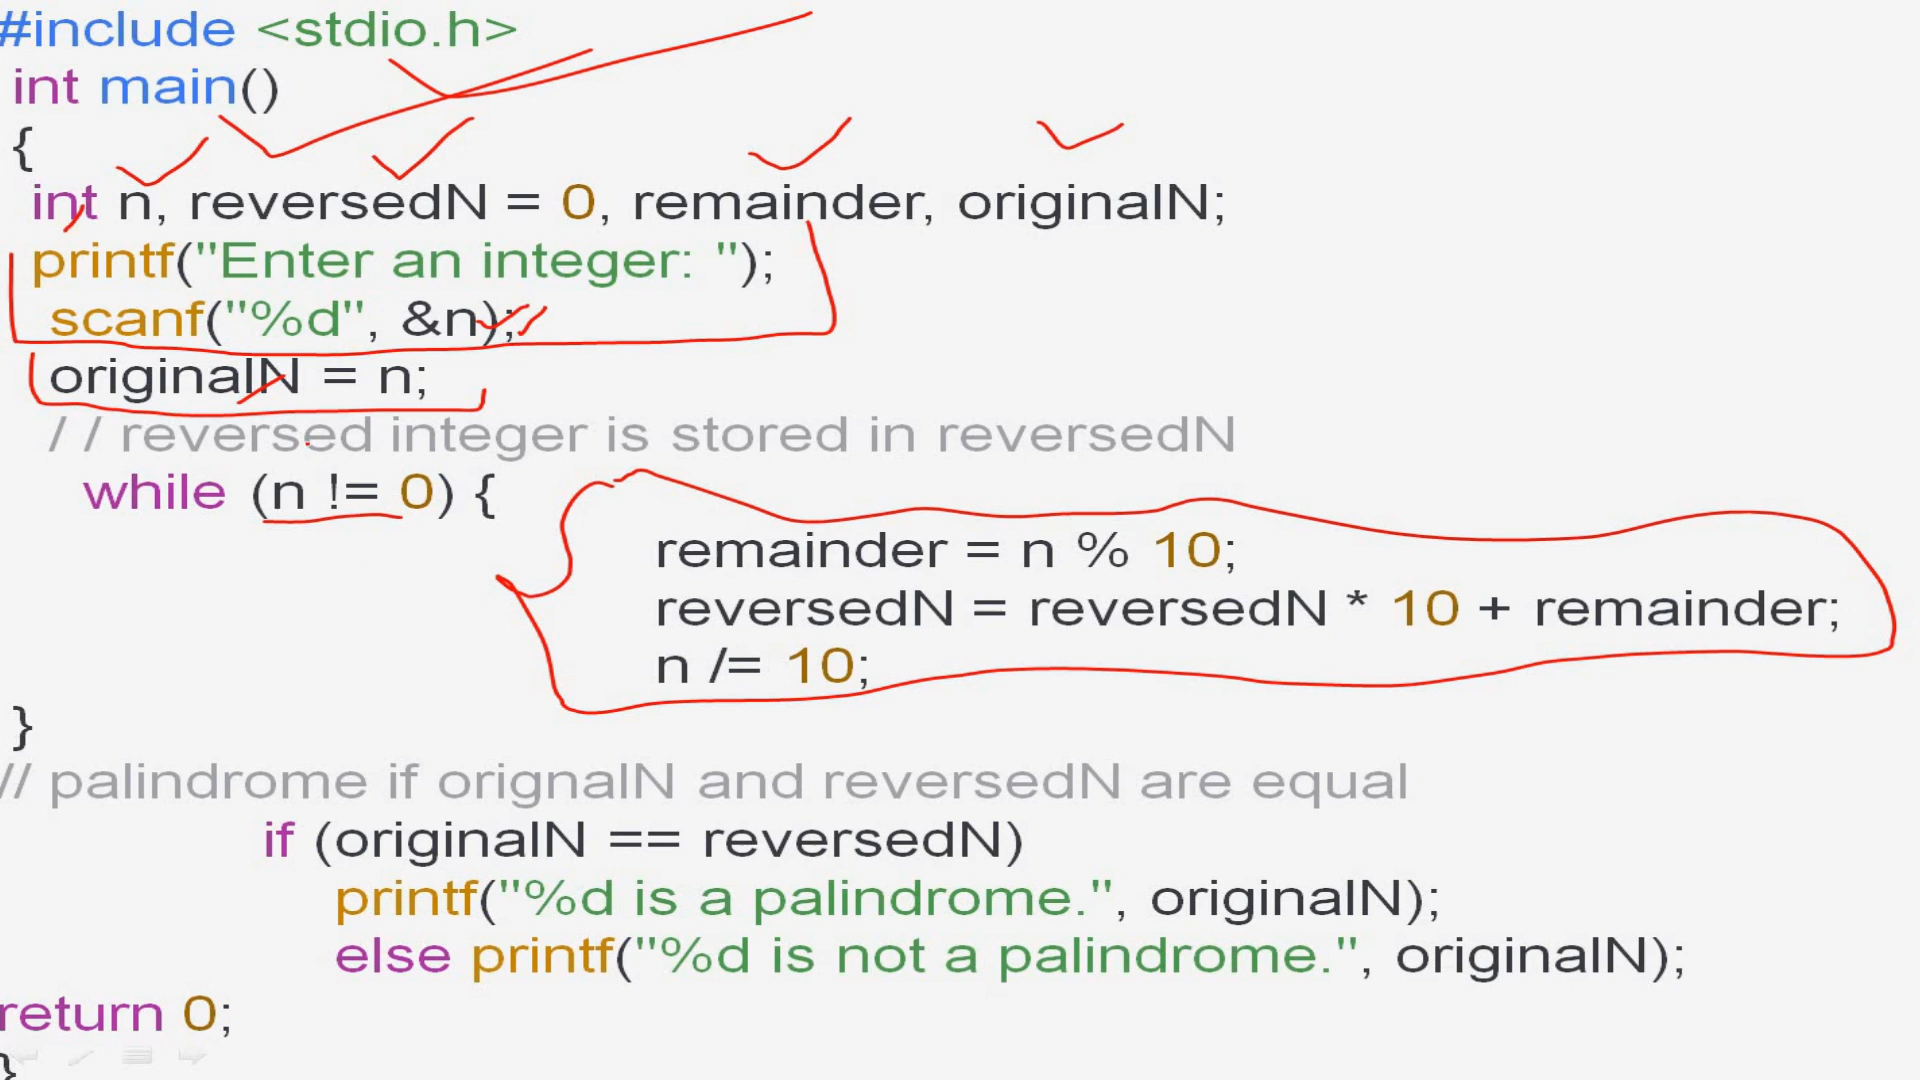 #include <stdio.h>
int main()
{
int n, reversedN = 0, remainder, originalN;
printf("Enter an integer: ");
scanf("%d", &n);
originalN = n;
// reversed integer is stored in reversedN
while (n != 0) {
remainder = n % 10;
reversedN = reversedN * 10 + remainder;
n /= 10;
}
// palindrome if orignalN and reversedN are equal
if (originalN == reversedN)
printf("%d is a palindrome.", originalN);
else printf("%d is not a palindrome.", originalN);
return 0;
}